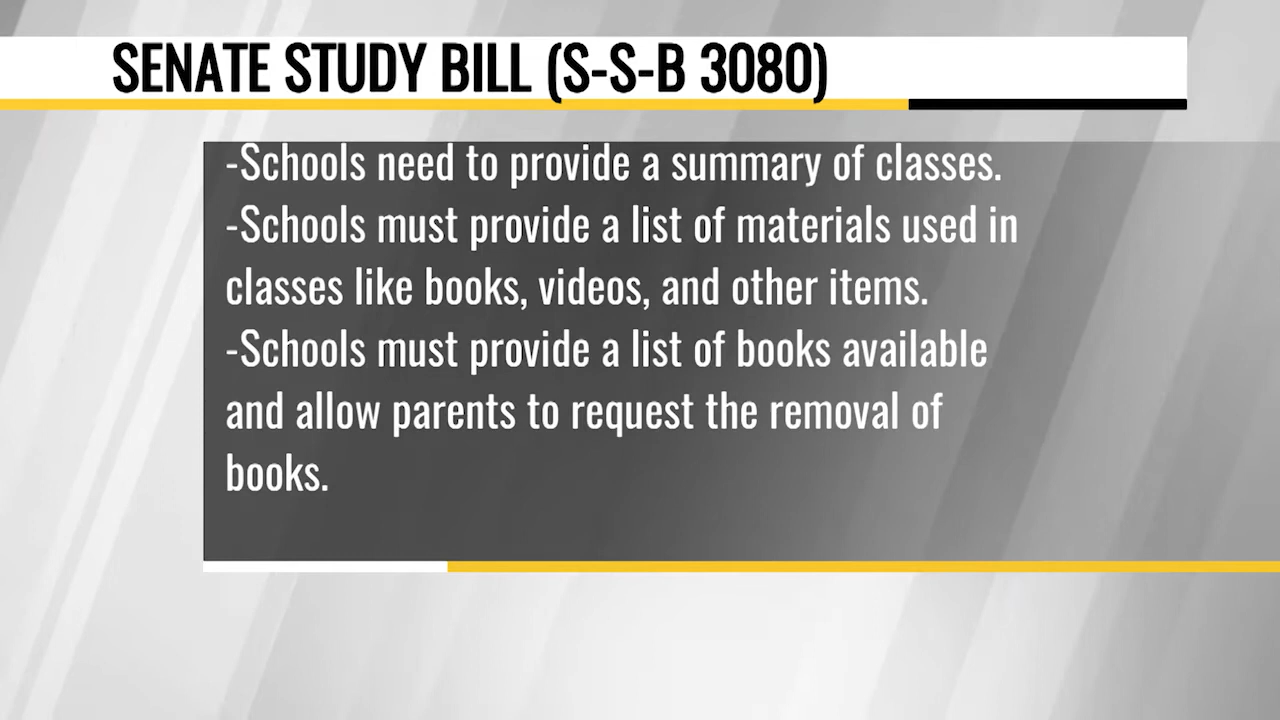 SENATE STUDY BILL (S-S-B 3080)
-Schools need to provide a summary of classes.
-Schools must provide a list of materials used in
classes like books, videos, and other items.
-Schools must provide a list of books available
and allow parents to request the removal of
books.